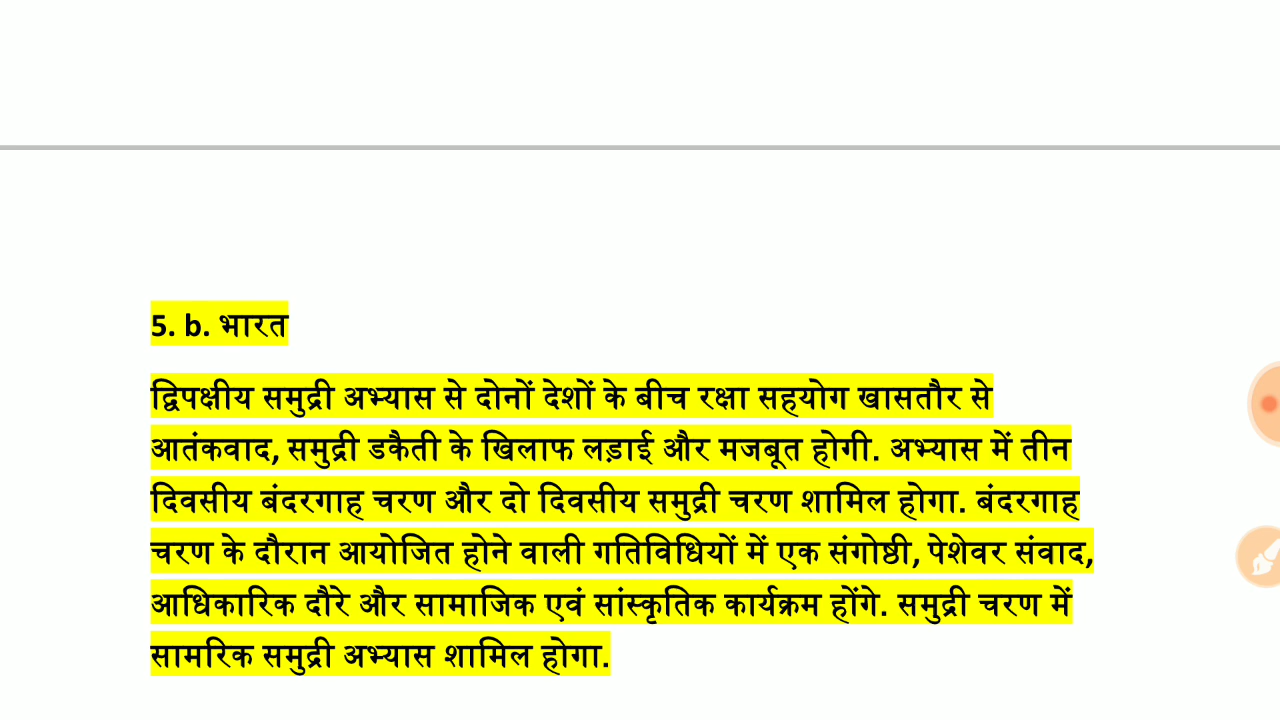 5. b. भारत
द्विपक्षीय समुद्री अभ्यास से दोनों देशों के बीच रक्षा सहयोग खासतौर से
आतंकवाद, समुद्री डकैती के खिलाफ लड़ाई और मजबूत होगी. अभ्यास में तीन
दिवसीय बंदरगाह चरण और दो दिवसीय समुद्री चरण शामिल होगा. बंदरगाह
चरण के दौरान आयोजित होने वाली गतिविधियों में एक संगोष्ठी, पेशेवर संवाद,
आधिकारिक दौरे और सामाजिक एवं सांस्कृतिक कार्यक्रम होंगे. समुद्री चरण में
सामरिक समुद्री अभ्यास शामिल होगा.